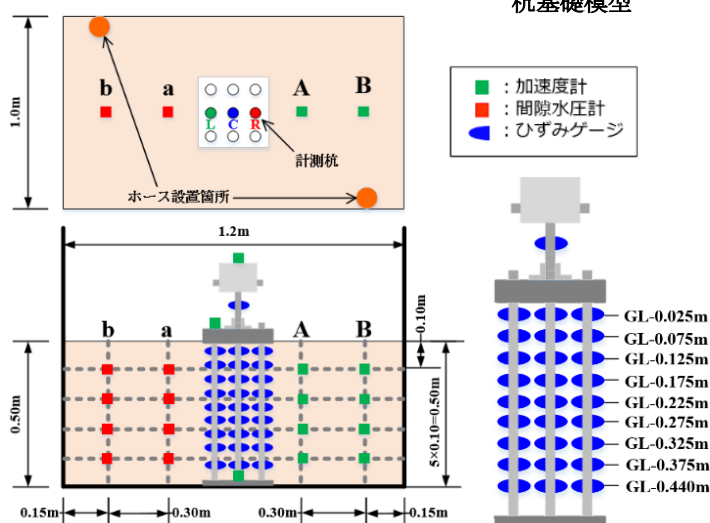 杭基礎模型
1.0m
b
a
A
B
L
C
R
計測杭
ホース設置箇所
: 加速度計
: 間隙水圧計
: ひずみゲージ
1.2m
b
a
A
B
0.10m
0.50m
5×0.10=0.50m
0.15m
0.30m
0.30m
0.15m
GL-0.025m
GL-0.075m
GL-0.125m
GL-0.175m
GL-0.225m
GL-0.275m
GL-0.325m
GL-0.375m
GL-0.440m